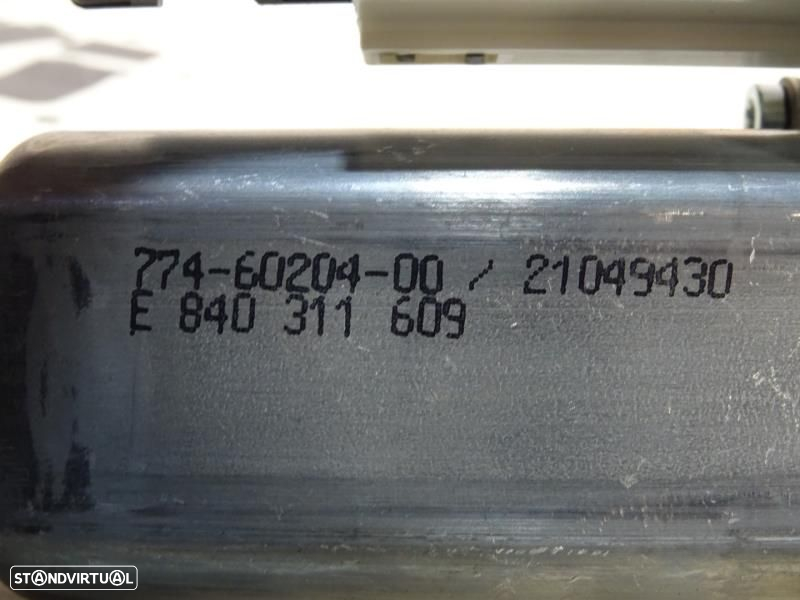 774-60204-00 / 21049430
E 840 311 609
STANDVIRTUAL